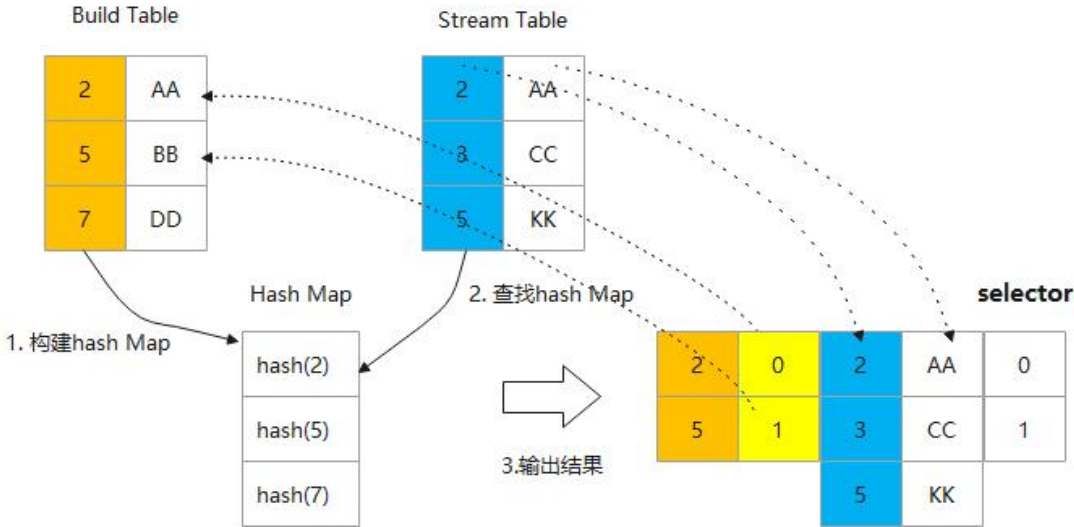 Build Table
Stream Table
2 AA
5 BB
7 DD
2 AA
3 CC
5 KK
Hash Map
2. 查找hash Map
selector
1. 构建hash Map
hash(2)
hash(5)
hash(7)
3.输出结果
2 0 2 AA 0
5 1 3 CC 1
5 KK